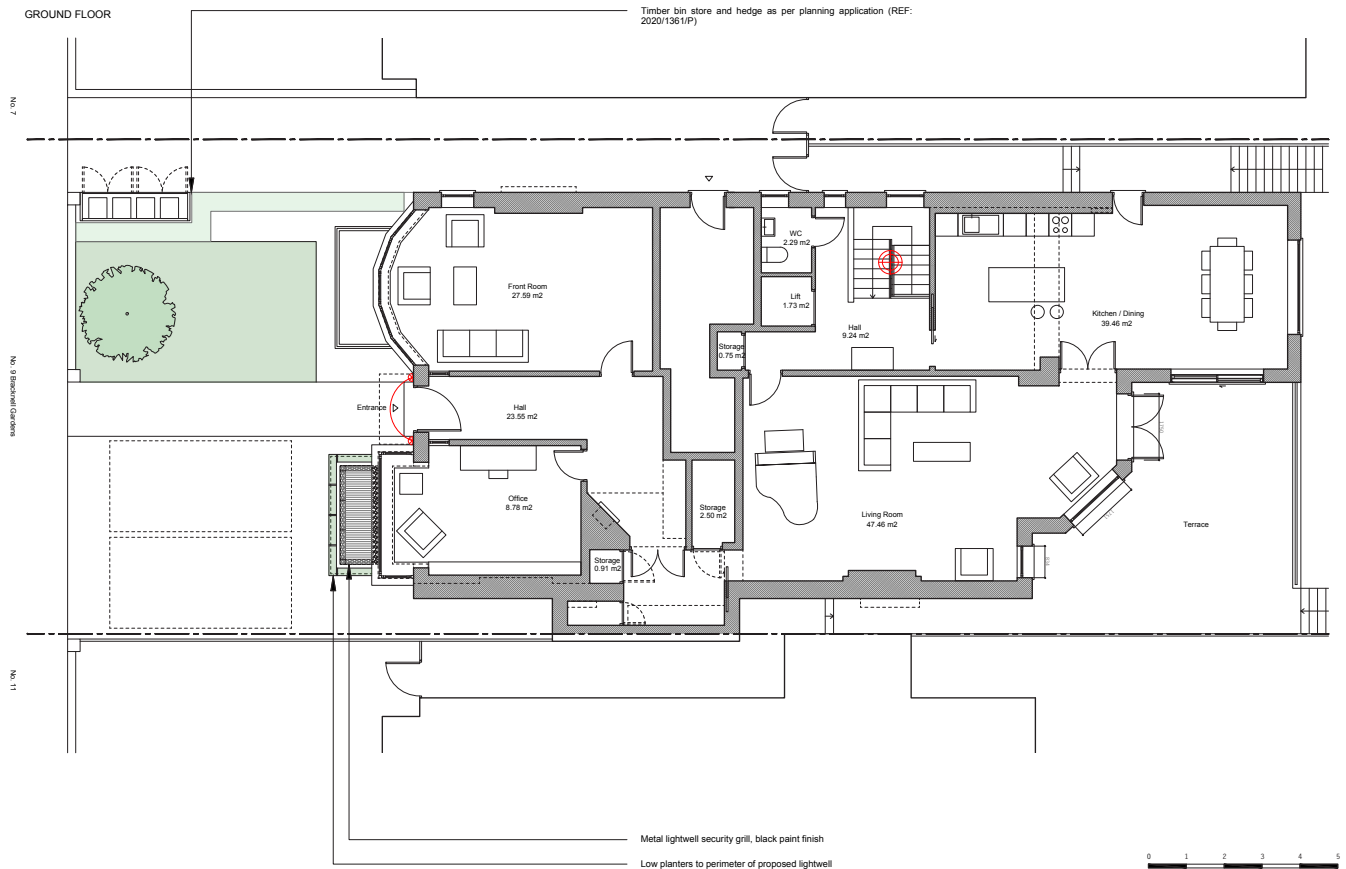 GROUND FLOOR
Timber bin store and hedge as per planning application (REF:
2020/1361/P)
No. 7
WC
2.29 m2
Front Room
27.59 m2
Lift
1.73 m2
Kitchen / Dining
39.46 m2
Hall
9.24 m2
Storage
0.75 m2
No. 9 Bracknell Gardens
Entrance
Hall
23.55 m2
Office
8.78 m2
Storage
2.50 m2
Living Room
47.46 m2
Terrace
Storage
0.91 m2
No. 11
Metal lightwell security grill, black paint finish
Low planters to perimeter of proposed lightwell
0 1 2 3 4 5